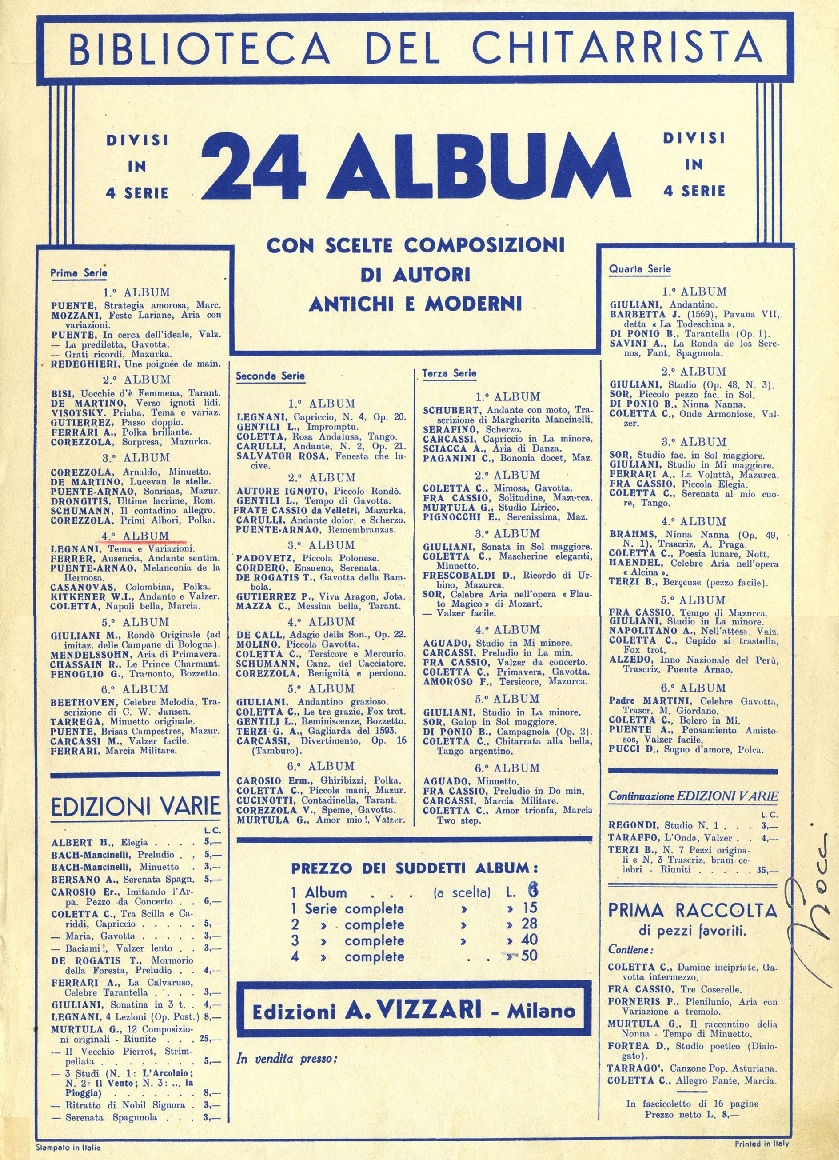 BIBLIOTECA DEL CHITARRISTA
DIVISI
IN
4 SERIE
24 ALBUM
DIVISI
IN
4 SERIE
CON SCELTE COMPOSIZIONI
DI AUTORI
ANTICHI E MODERNI
Prima Serie
1.º ALBUM
PUENTE, Strategia amorosa, Marc.
MOZZANI, Feste Lariane, Aria con
variazioni.
PUENTE, In cerca dell'ideale, Valz.
— La prediletta, Gavotta.
— Grati ricordi, Mazurka.
REDEGHIERI, Une poignée de main.
2.º ALBUM
BISI, Uocchie d'è Femmena, Tarant.
DE MARTINO, Verso ignoti lidi.
VISOTSKY, Priaha, Tema e variaz.
GUTIERREZ, Passo doppio.
FERRARI A., Polka brillante.
COREZZOLA, Sorpresa, Mazurka.
3.º ALBUM
COREZZOLA, Arnaldo, Minuetto.
DE MARTINO, Lucevan le stelle.
PUENTE-ARNAO, Sonrisas, Mazur.
DRONGITIS, Ultime lacrime, Rom.
SCHUMANN, Il contadino allegro.
COREZZOLA, Primi Albori, Polka.
4.º ALBUM
LEGNANI, Tema e Variazioni.
FERRER, Ausencia, Andante sentim.
PUENTE-ARNAO, Melanconia de la
Hermosa.
CASANOVAS, Colombina, Polka.
KITKENER W.I., Andante e Valzer.
COLETTA, Napoli bella, Marcia.
5.º ALBUM
GIULIANI M., Rondò Originale (ad
imitaz. delle Campane di Bologna).
MENDELSSOHN, Aria di Primavera.
CHASSAIN R., Le Prince Charmant.
FENOGLIO G., Tramonto, Bozzetto.
6.º ALBUM
BEETHOVEN, Celebre Melodia, Tra-
scrizione di C. W. Jansen.
TARREGA, Minuetto originale.
PUENTE, Brisas Campestres, Mazur.
CARCASSI M., Valzer facile.
FERRARI, Marcia Militare.
EDIZIONI VARIE
L.C.
ALBERT H., Elegia . . . . 5,—
BACH-Mancinelli, Preludio . . 5,—
BACH-Mancinelli, Minuetto . 3,—
BERSANO A., Serenata Spagn. 5,—
CAROSIO Er., Imitando l'Ar-
pa. Pezzo da Concerto . . . 6,—
COLETTA C., Tra Scilla e Ca-
riddi, Capriccio . . . . . 5,
— Maria, Gavotta . . . . 3,—
— Baciami!, Valzer lento . . 3,—
DE ROGATIS T., Mormorio
della Foresta, Preludio . . 4,—
FERRARI A., La Calvaruso,
Celebre Tarantella . . . . 3,—
GIULIANI, Sonatina in 3 t. . 4,—
LEGNANI, 4 Lezioni (Op. Post.) 8,—
MURTULA G., 12 Composizio-
ni originali - Riunite . . . 25,—
— Il Vecchio Pierrot, Strim-
pellata . . . . . . . . 5,—
— 3 Studi (N. 1: L'Arcolaio;
N. 2: Il Vento; N. 3: ... la
Pioggia) . . . . . . . 8,—
— Ritratto di Nobil Signora . 3,—
— Serenata Spagnuola . . . 3,—
Seconda Serie
1.º ALBUM
LEGNANI, Capriccio, N. 4, Op. 20.
GENTILI L., Impromptu.
COLETTA, Rosa Andalusa, Tango.
CARULLI, Andante, N. 2, Op. 21.
SALVATOR ROSA, Fenesta che lu-
cive.
2.º ALBUM
AUTORE IGNOTO, Piccolo Rondò.
GENTILI L., Tempo di Gavotta.
FRATE CASSIO da Velletri, Mazurka.
CARULLI, Andante dolor. e Scherzo.
PUENTE-ARNAO, Remembranzas.
3.º ALBUM
PADOVETZ, Piccola Polonese.
CORDERO, Ensueno, Serenata.
DE ROGATIS T., Gavotta della Bam-
bola.
GUTIERREZ P., Viva Aragon, Jota.
MAZZA C., Messina bella, Tarant.
4.º ALBUM
DE CALL, Adagio della Son., Op. 22.
MOLINO, Piccola Gavotta.
COLETTA C., Tersicore e Mercurio.
SCHUMANN, Canz. del Cacciatore.
COREZZOLA, Benignità e perdono.
5.º ALBUM
GIULIANI, Andantino grazioso.
COLETTA C., Le tre grazie, Fox trot.
GENTILI L., Reminiscenze, Bozzetto.
TERZI G. A., Gagliarda del 1593.
CARCASSI, Divertimento, Op. 16
(Tamburo).
6.º ALBUM
CAROSIO Erm., Ghiribizzi, Polka.
COLETTA C., Piccole mani, Mazur.
CUCINOTTI, Contadinella, Tarant.
COREZZOLA V., Speme, Gavotta.
MURTULA G., Amor mio!, Valzer.
Terza Serie
1.º ALBUM
SCHUBERT, Andante con moto, Tra-
scrizione di Margherita Mancinelli.
SERAFINO, Scherzo.
CARCASSI, Capriccio in La minore.
SCIACCA A., Aria di Danza.
PAGANINI C., Bononia docet, Maz.
2.º ALBUM
COLETTA C., Mimosa, Gavotta.
FRA CASSIO, Solitudine, Mazurca.
MURTULA G., Studio Lirico.
PIGNOCCHI E., Serenissima, Maz.
3.º ALBUM
GIULIANI, Sonata in Sol maggiore.
COLETTA C., Mascherine eleganti,
Minuetto.
FRESCOBALDI D., Ricordo di Ur-
bino, Mazurca.
SOR, Celebre Aria nell'opera « Flau-
to Magico » di Mozart.
— Valzer facile.
4.º ALBUM
AGUADO, Studio in Mi minore.
CARCASSI, Preludio in La min.
FRA CASSIO, Valzer da concerto.
COLETTA C., Primavera, Gavotta.
AMOROSO F., Tersicore, Mazurca.
5.º ALBUM
GIULIANI, Studio in La minore.
SOR, Galop in Sol maggiore.
DI PONIO B., Campagnola (Op. 2).
COLETTA C., Chitarrata alla bella,
Tango argentino.
6.º ALBUM
AGUADO, Minuetto.
FRA CASSIO, Preludio in Do min.
CARCASSI, Marcia Militare.
COLETTA C., Amor trionfa, Marcia
Two step.
PREZZO DEI SUDDETTI ALBUM:
1 Album . . . (a scelta) L. 6
1 Serie completa » » 15
2 » completa » » 28
3 » completa » » 40
4 » completa . . » 50
Edizioni A. VIZZARI - Milano
In vendita presso:
Quarta Serie
1.º ALBUM
GIULIANI, Andantino.
BARBETTA J. (1569), Pavana VII,
detta « La Todeschina ».
DI PONIO B., Tarantella (Op. 1).
SAVINI A., La Ronda de los Sere-
nos, Fant. Spagnuola.
2.º ALBUM
GIULIANI, Studio (Op. 48, N. 3).
SOR, Piccolo pezzo fac. in Sol.
DI PONIO B., Ninna Nanna.
COLETTA C., Onde Armoniose, Val-
zer.
3.º ALBUM
SOR, Studio fac. in Sol maggiore.
GIULIANI, Studio in Mi maggiore.
FERRARI A., La Voluttà, Mazurca.
FRA CASSIO, Piccola Elegia.
COLETTA C., Serenata al mio cuo-
re, Tango.
4.º ALBUM
BRAHMS, Ninna Nanna (Op. 49,
N. 1), Trascriz. A. Praga.
COLETTA C., Poesia lunare, Nott.
HAENDEL, Celebre Aria nell'opera
« Alcina ».
TERZI B., Berçeuse (pezzo facile).
5.º ALBUM
FRA CASSIO, Tempo di Mazurca.
GIULIANI, Studio in La minore.
NAPOLITANO A., Nell'attesa, Valz.
COLETTA C., Cupido si trastulla,
Fox trot.
ALZEDO, Inno Nazionale del Perù,
Trascriz. Puente Arnao.
6.º ALBUM
Padre MARTINI, Celebre Gavotta,
Trascr. M. Giordano.
COLETTA C., Bolero in Mi.
PUENTE A., Pensamiento Amisto-
sos, Valzer facile.
PUCCI D., Sogno d'amore, Polca.
Continuazione EDIZIONI VARIE
L.C.
REGONDI, Studio N. 1 . . . 3,—
TARAFFO, L'Onda, Valzer . . 4,—
TERZI B., N. 7 Pezzi origina-
li e N. 3 Trascriz. brani ce-
lebri - Riuniti . . . . . 35,—
PRIMA RACCOLTA
di pezzi favoriti.
Contiene:
COLETTA C., Damine incipriate, Ga-
votta intermezzo.
FRA CASSIO, Tre Coserelle.
FORNERIS F., Plenilunio, Aria con
Variazione a tremolo.
MURTULA G., Il raccontino della
Nonna - Tempo di Minuetto.
FORTEA D., Studio poetico (Dialo-
gato).
TARRAGO', Canzone Pop. Asturiana.
COLETTA C., Allegro Fante, Marcia.
In fascicoletto di 16 pagine
Prezzo netto L. 8,—
Stampato in Italia
Printed in Italy